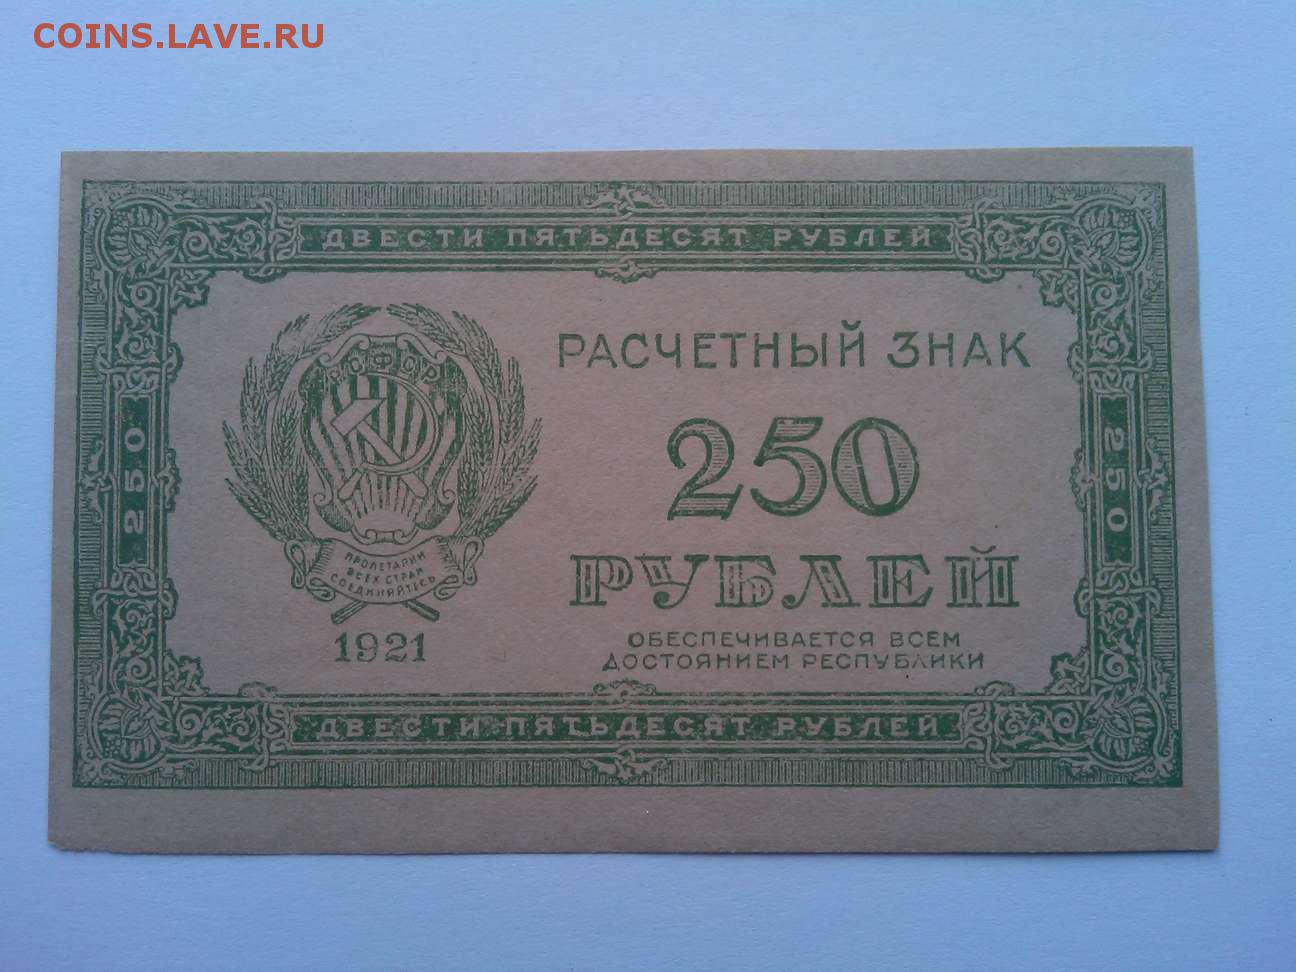 COINS.LAVE.RU
ДВЕСТИ ПЯТЬДЕСЯТ РУБЛЕЙ
РАСЧЕТНЫЙ ЗНАК
РСФСР
250
250
250
РУБЛЕЙ
ПРОЛЕТАРИИ
ВСЕХ СТРАН
СОЕДИНЯЙТЕСЬ
1921
ОБЕСПЕЧИВАЕТСЯ ВСЕМ
ДОСТОЯНИЕМ РЕСПУБЛИКИ
ДВЕСТИ ПЯТЬДЕСЯТ РУБЛЕЙ